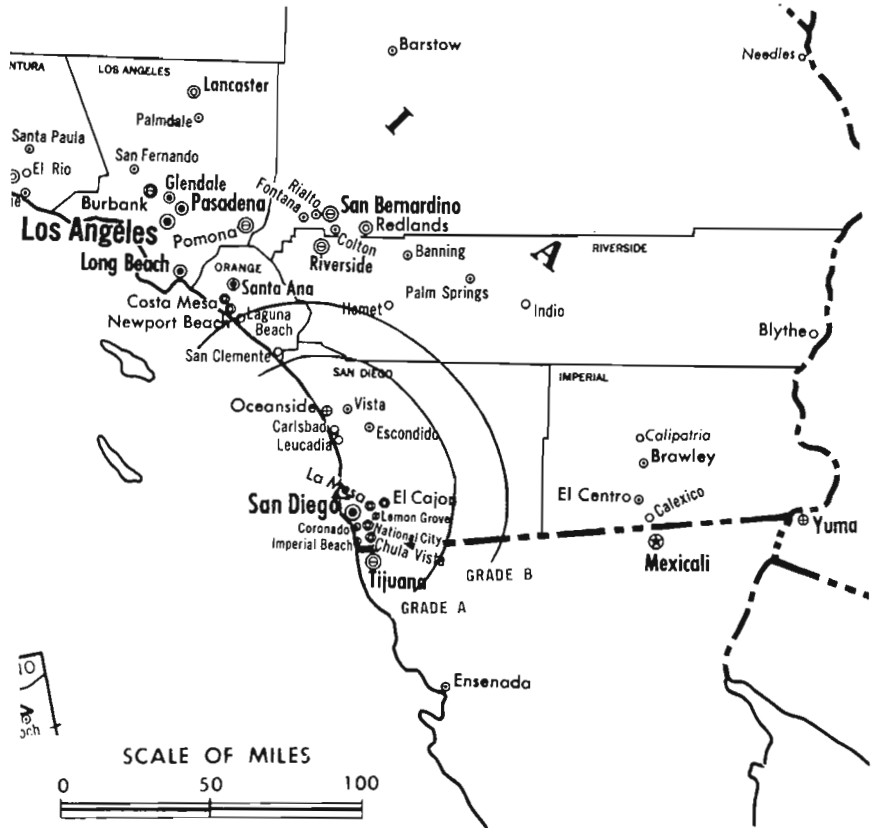 Barstow
Needles
NTURA
LOS ANGELES
Lancaster
I
Palmdale
Santa Paula
San Fernando
El Rio
Glendale
Burbank
Pasadena
Rialto
Fontana
San Bernardino
Redlands
Los Angeles
Pomona
Colton
Riverside
Banning
A
RIVERSIDE
Long Beach
ORANGE
Santa Ana
Palm Springs
Costa Mesa
Newport Beach
Laguna
Beach
Hemet
Indio
Blythe
San Clemente
SAN DIEGO
IMPERIAL
Oceanside
Vista
Carlsbad
Leucadia
Escondido
Calipatria
Brawley
La Mesa
El Cajon
El Centro
Calexico
San Diego
Lemon Grove
Coronado
National City
Yuma
Imperial Beach
Chula Vista
Mexicali
Tijuana
GRADE B
GRADE A
Ensenada
10
och
SCALE OF MILES
0 50 100